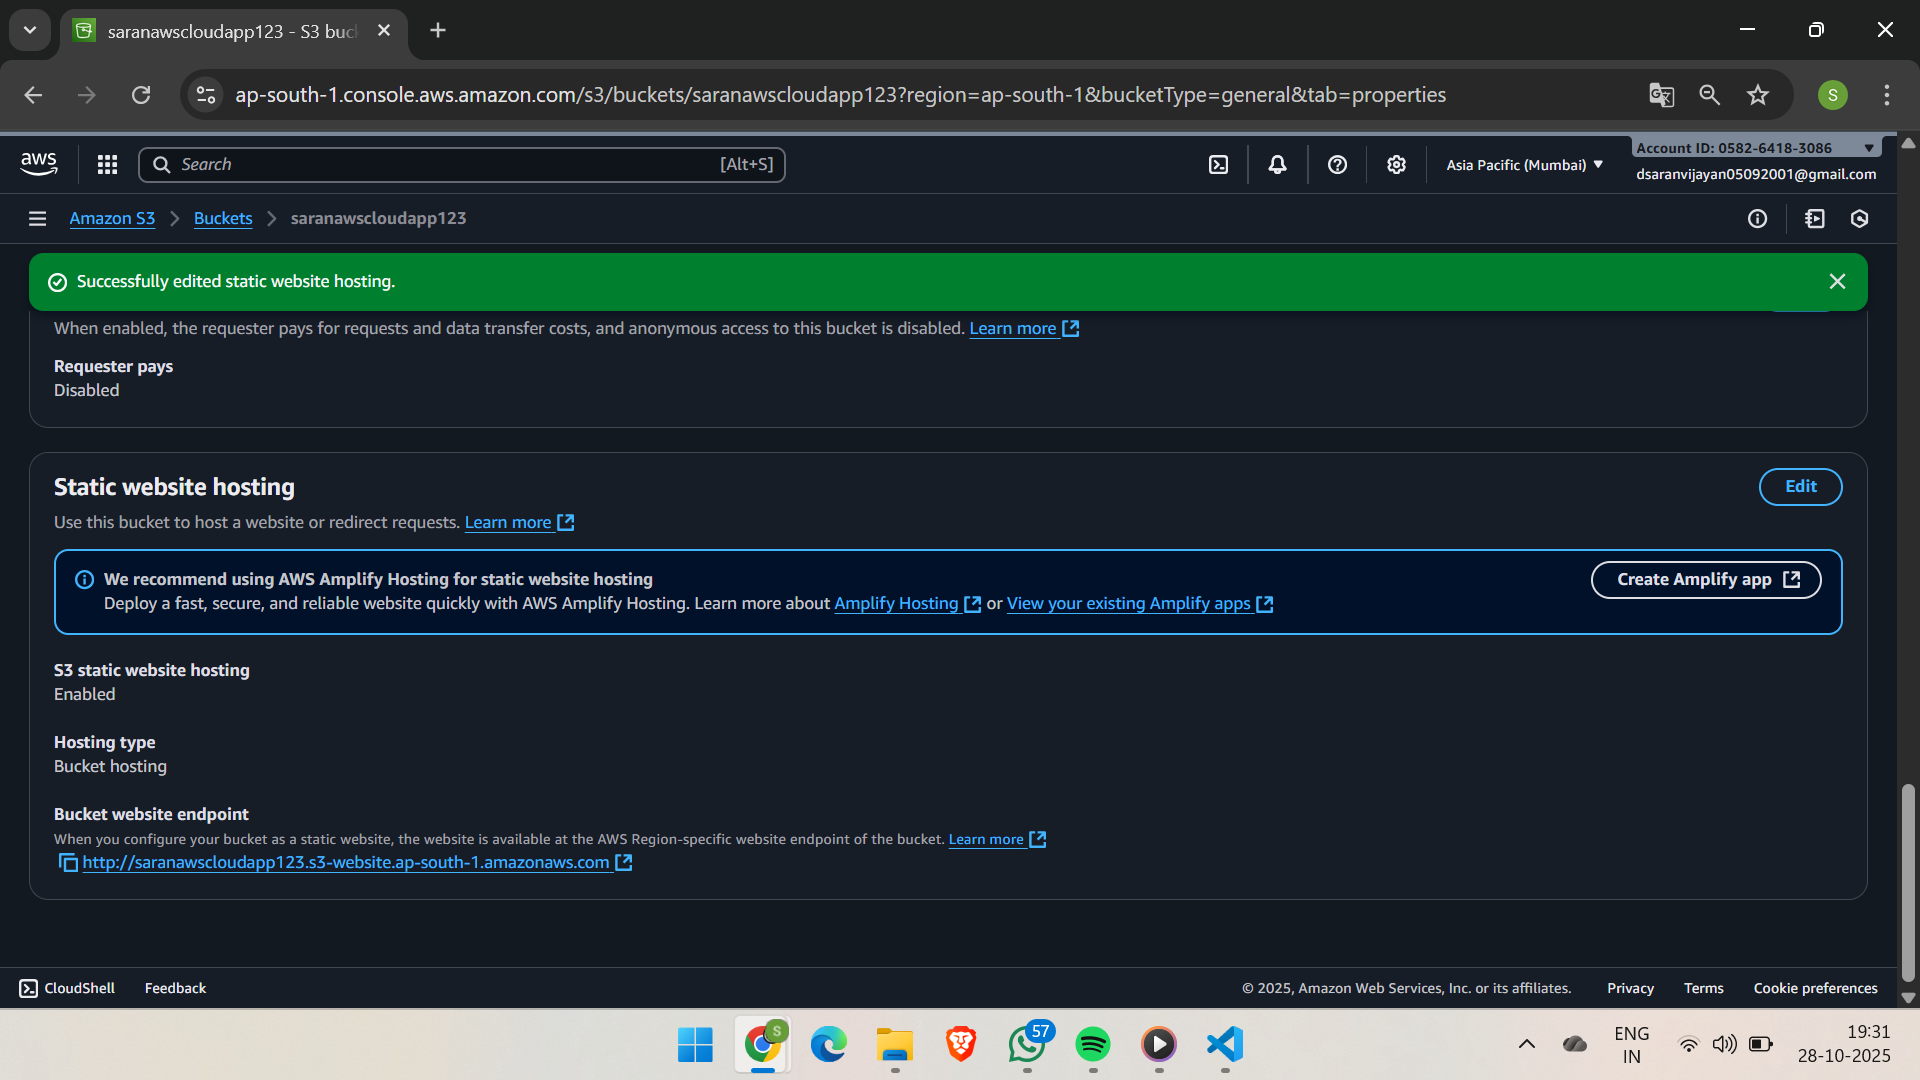 saranawscloudapp123 - S3 buc
ap-south-1.console.aws.amazon.com/s3/buckets/saranawscloudapp123?region=ap-south-1&bucketType=general&tab=properties
S
aws
Search
[Alt+S]
Asia Pacific (Mumbai)
Account ID: 0582-6418-3086
dsaranvijayan05092001@gmail.com
Amazon S3
Buckets
saranawscloudapp123
Successfully edited static website hosting.
When enabled, the requester pays for requests and data transfer costs, and anonymous access to this bucket is disabled. Learn more
Requester pays
Disabled
Static website hosting
Edit
Use this bucket to host a website or redirect requests. Learn more
We recommend using AWS Amplify Hosting for static website hosting
Create Amplify app
Deploy a fast, secure, and reliable website quickly with AWS Amplify Hosting. Learn more about Amplify Hosting or View your existing Amplify apps
S3 static website hosting
Enabled
Hosting type
Bucket hosting
Bucket website endpoint
When you configure your bucket as a static website, the website is available at the AWS Region-specific website endpoint of the bucket. Learn more
http://saranawscloudapp123.s3-website.ap-south-1.amazonaws.com
CloudShell
Feedback
© 2025, Amazon Web Services, Inc. or its affiliates.
Privacy
Terms
Cookie preferences
S
57
ENG
IN
19:31
28-10-2025